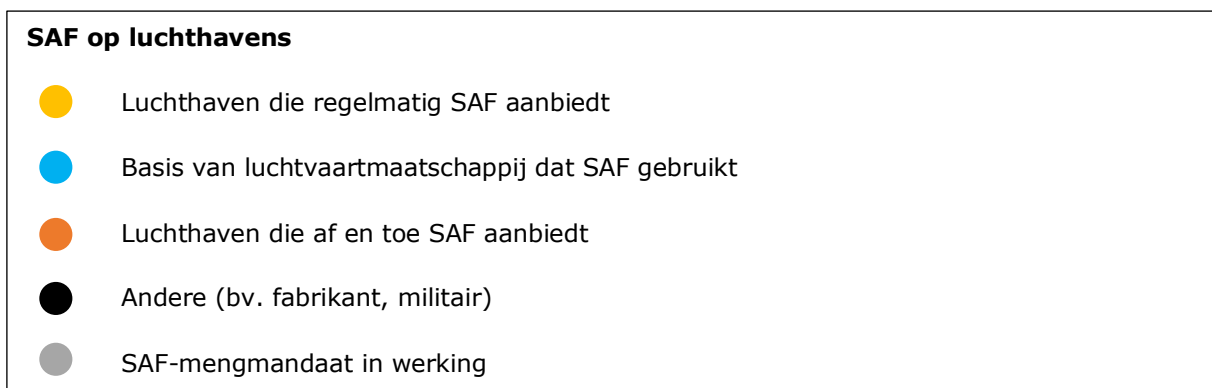 SAF op luchthavens
Luchthaven die regelmatig SAF aanbiedt
Basis van luchtvaartmaatschappij dat SAF gebruikt
Luchthaven die af en toe SAF aanbiedt
Andere (bv. fabrikant, militair)
SAF-mengmandaat in werking